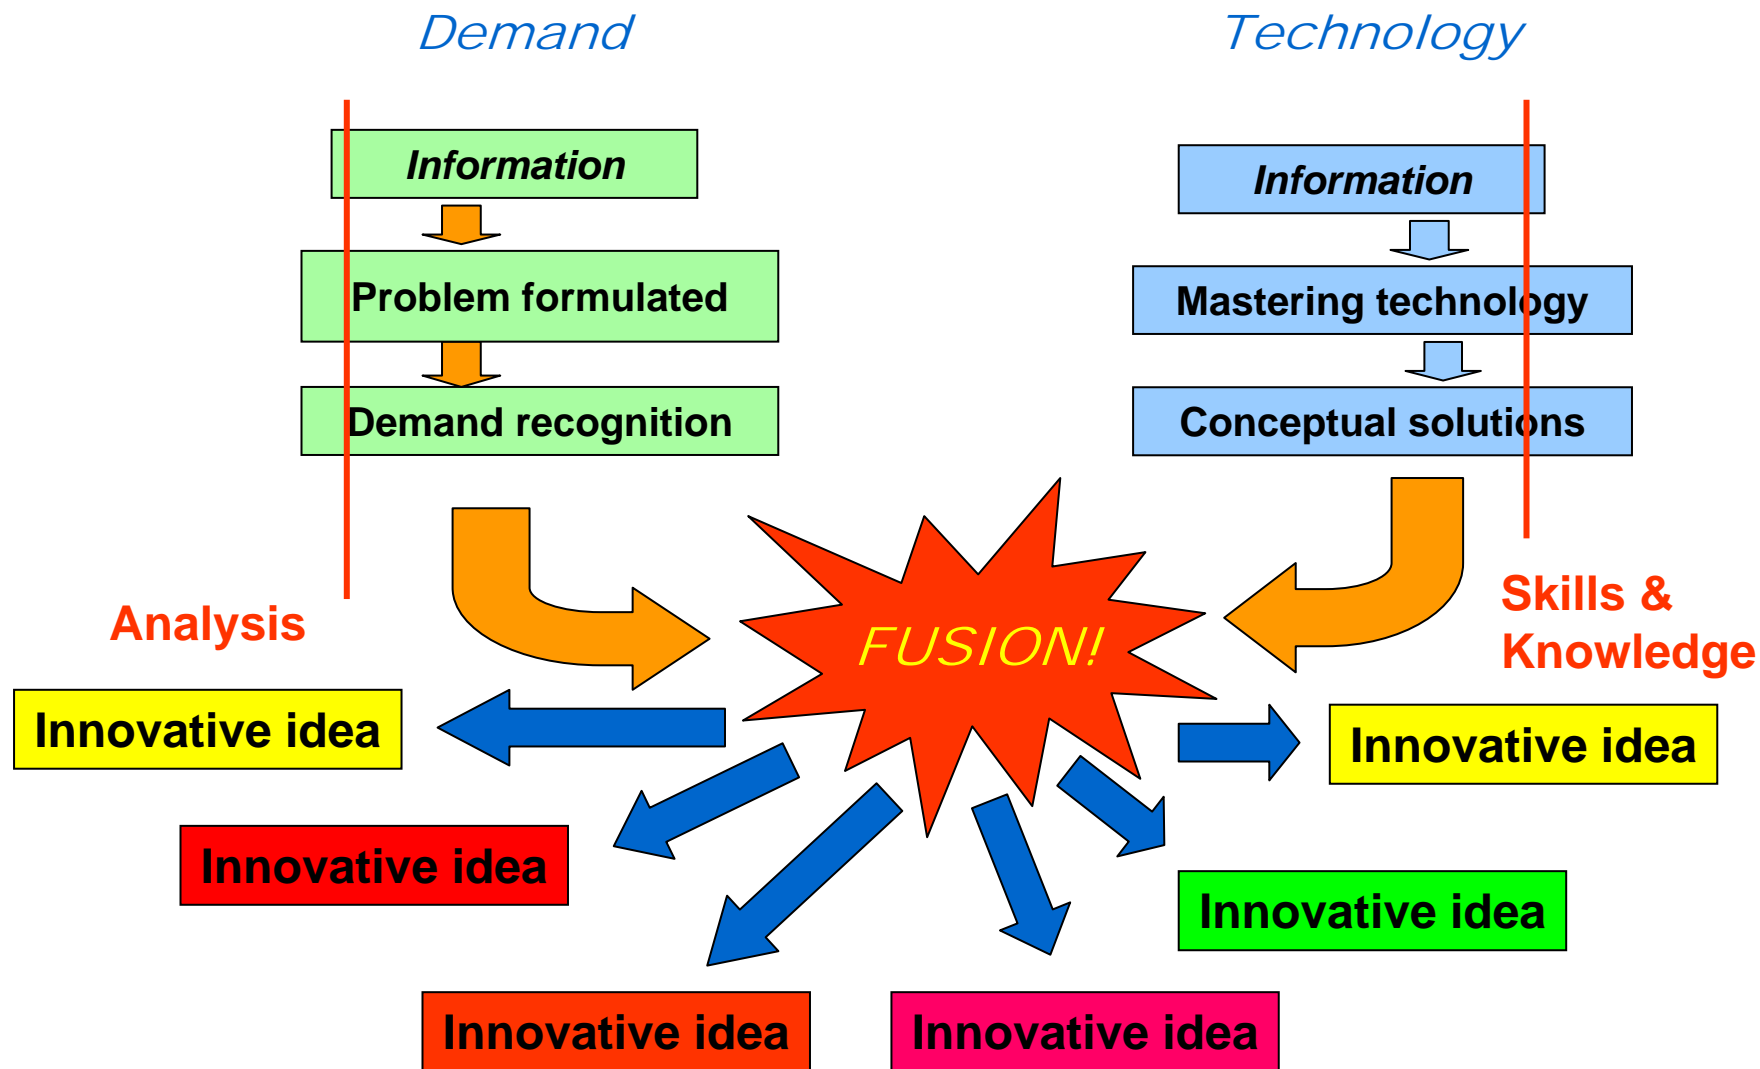 Demand
Technology
Information
Information
Problem formulated
Mastering technology
Demand recognition
Conceptual solutions
Analysis
FUSION!
Skills &
Knowledge
Innovative idea
Innovative idea
Innovative idea
Innovative idea
Innovative idea
Innovative idea